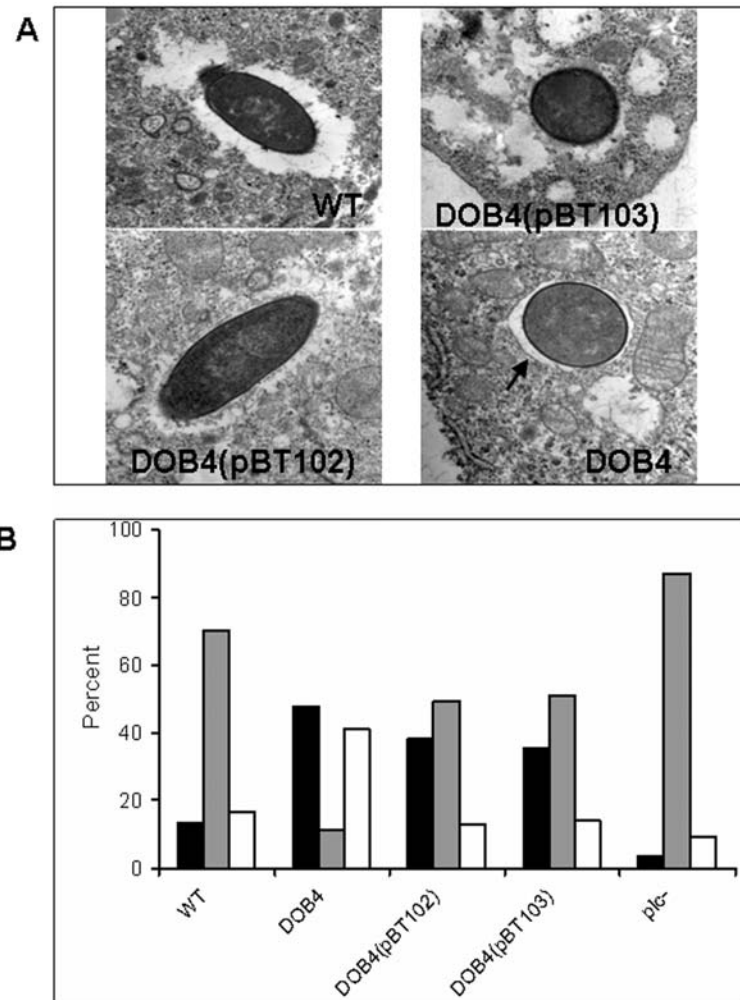 A
WT
DOB4(pBT103)
DOB4(pBT102)
DOB4
B
100
80
60
40
20
0
Percent
WT
DOB4
DOB4(pBT102)
DOB4(pBT103)
plc-